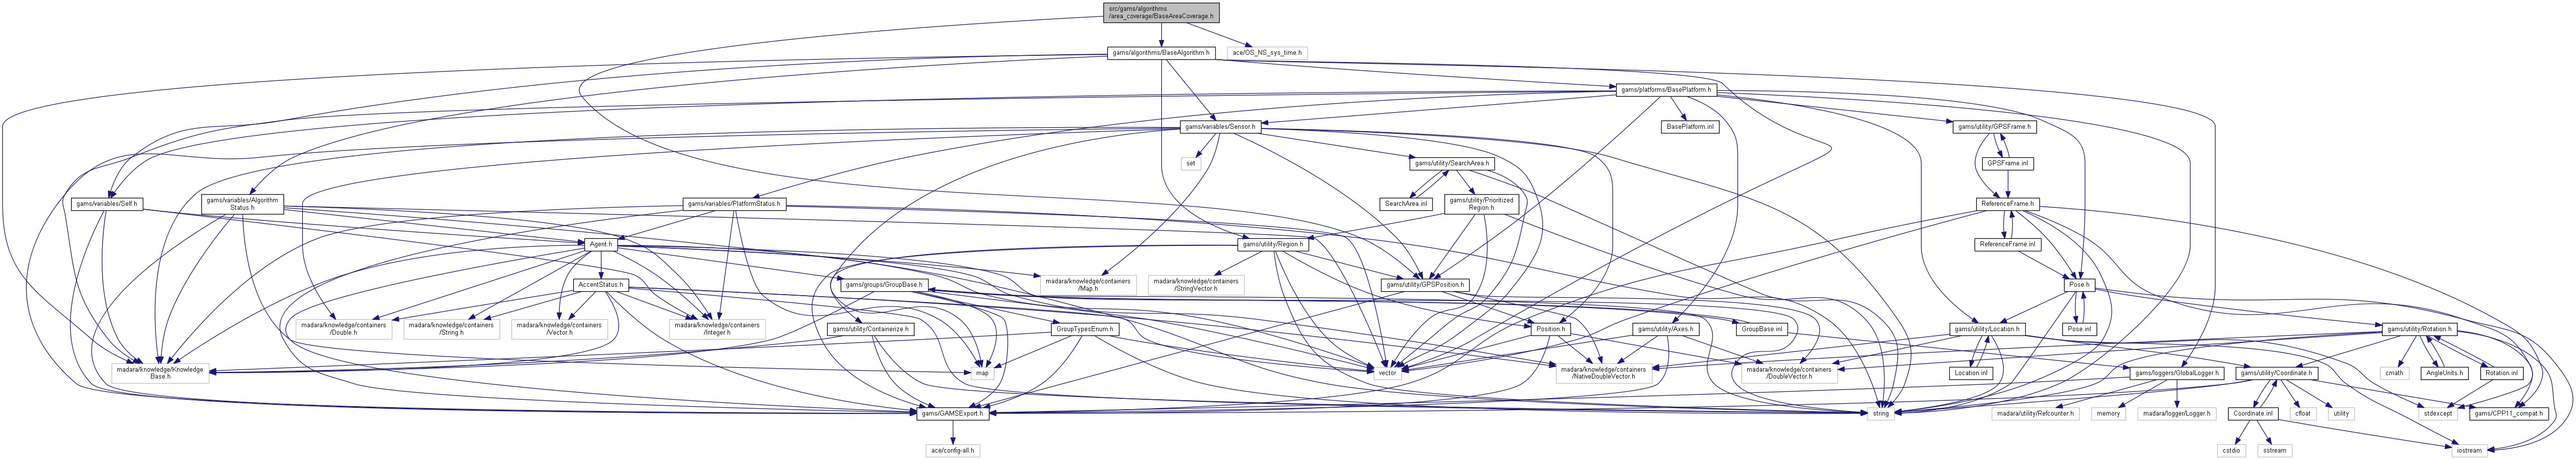 src/gams/algorithms
/area_coverage/BaseAreaCoverage.h
gams/algorithms/BaseAlgorithm.h
ace/OS_NS_sys_time.h
gams/platforms/BasePlatform.h
gams/variables/Sensor.h
BasePlatform.inl
gams/utility/GPSFrame.h
set
gams/utility/SearchArea.h
GPSFrame.inl
gams/variables/Self.h
gams/variables/Algorithm
Status.h
gams/variables/PlatformStatus.h
SearchArea.inl
gams/utility/Prioritized
Region.h
ReferenceFrame.h
Agent.h
gams/utility/Region.h
ReferenceFrame.inl
AccentStatus.h
gams/groups/GroupBase.h
madara/knowledge/containers
/Map.h
madara/knowledge/containers
/StringVector.h
gams/utility/GPSPosition.h
Pose.h
madara/knowledge/containers
/Double.h
madara/knowledge/containers
/String.h
madara/knowledge/containers
/Vector.h
madara/knowledge/containers
/Integer.h
gams/utility/Containerize.h
GroupTypesEnum.h
GroupBase.inl
Position.h
gams/utility/Axes.h
gams/utility/Location.h
Pose.inl
gams/utility/Rotation.h
madara/knowledge/Knowledge
Base.h
map
vector
madara/knowledge/containers
/NativeDoubleVector.h
madara/knowledge/containers
/DoubleVector.h
Location.inl
gams/loggers/GlobalLogger.h
gams/utility/Coordinate.h
cmath
AngleUnits.h
Rotation.inl
gams/GAMSExport.h
string
madara/utility/Refcounter.h
memory
madara/logger/Logger.h
Coordinate.inl
cfloat
utility
stdexcept
gams/CPP11_compat.h
ace/config-all.h
cstdio
sstream
iostream